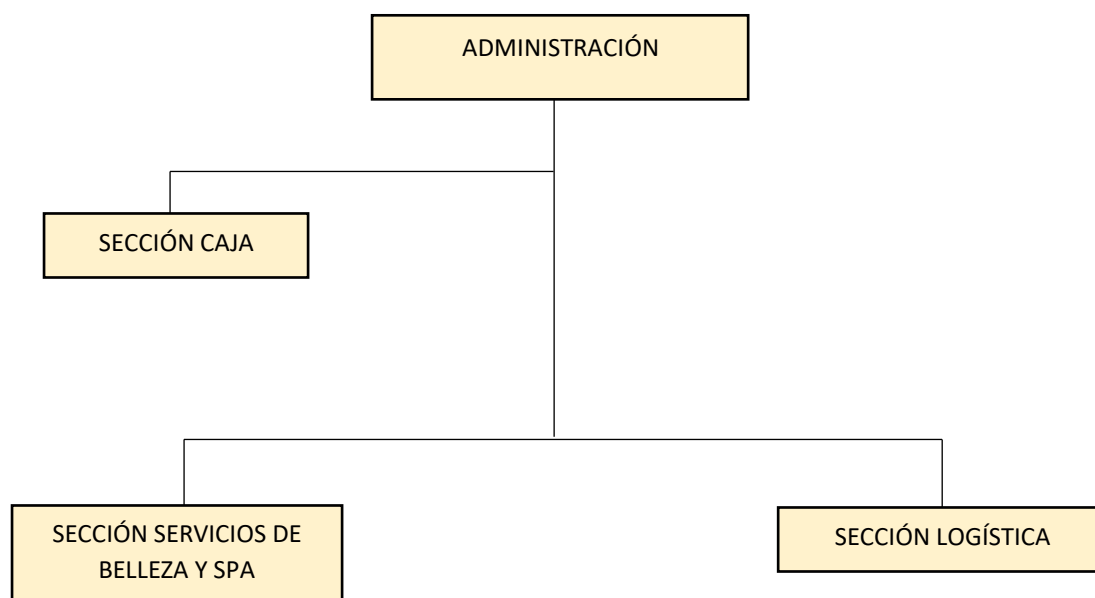 ADMINISTRACIÓN
SECCIÓN CAJA
SECCIÓN SERVICIOS DE
BELLEZA Y SPA
SECCIÓN LOGÍSTICA